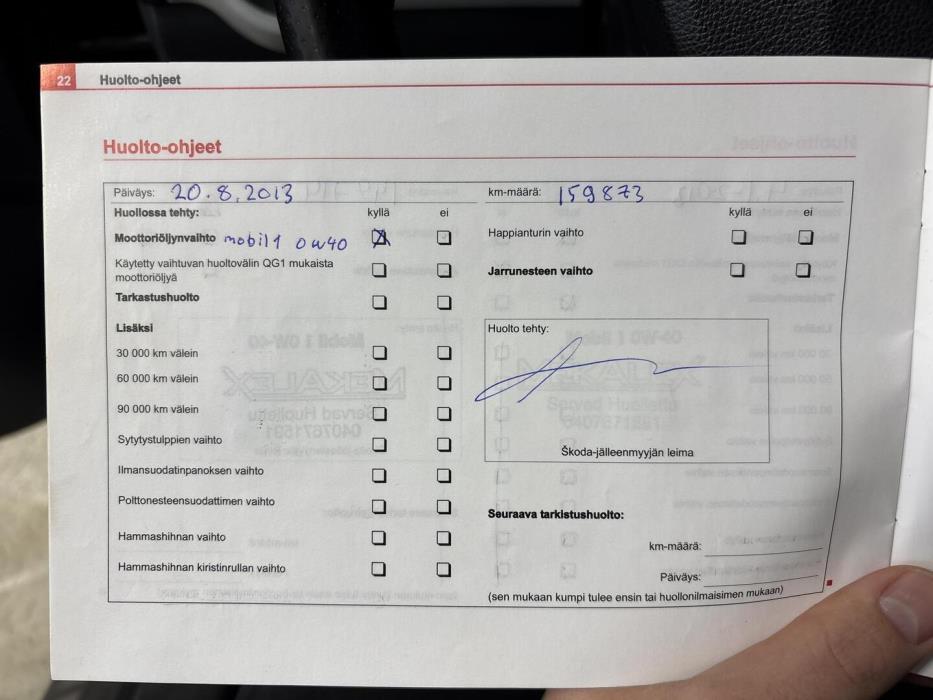 22 Huolto-ohjeet
Huolto-ohjeet
Päiväys: 20.8.2013
km-määrä: 159873
Huollossa tehty: kyllä ei
kyllä ei
Moottoriöljynvaihto mobil1 0w40
Happianturin vaihto
Käytetty vaihtuvan huoltovälin QG1 mukaista
moottoriöljyä
Jarrunesteen vaihto
Tarkastushuolto
Lisäksi
30 000 km välein
60 000 km välein
90 000 km välein
Sytytystulppien vaihto
Ilmansuodatinpanoksen vaihto
Polttonesteensuodattimen vaihto
Hammashihnan vaihto
Hammashihnan kiristinrullan vaihto
Huolto tehty:
Škoda-jälleenmyyjän leima
Seuraava tarkistushuolto:
km-määrä:
Päiväys:
(sen mukaan kumpi tulee ensin tai huollonilmaisimen mukaan)